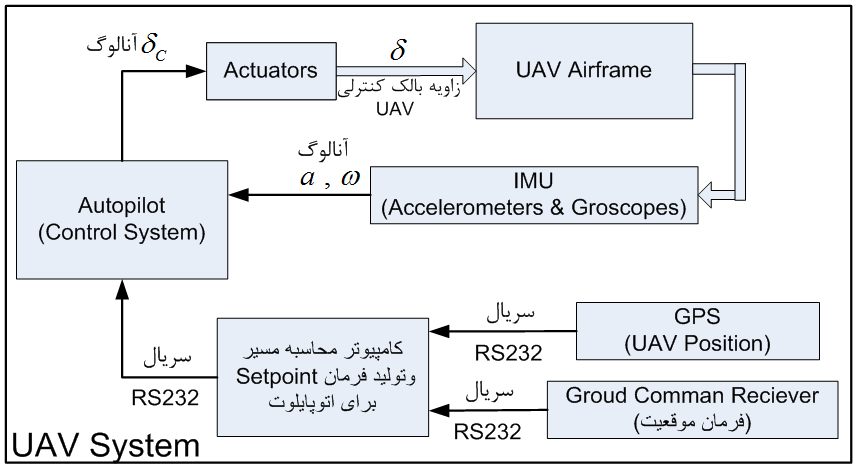 آنالوگ δC
Actuators
δ
زاویه بالک کنترلی
UAV
UAV Airframe
آنالوگ
a , ω
IMU
(Accelerometers & Groscopes)
Autopilot
(Control System)
سریال
RS232
کامپیوتر محاسبه مسیر
وتولید فرمان Setpoint
برای اتوپایلوت
سریال
RS232
GPS
(UAV Position)
سریال
RS232
Groud Comman Reciever
(فرمان موقعیت)
UAV System